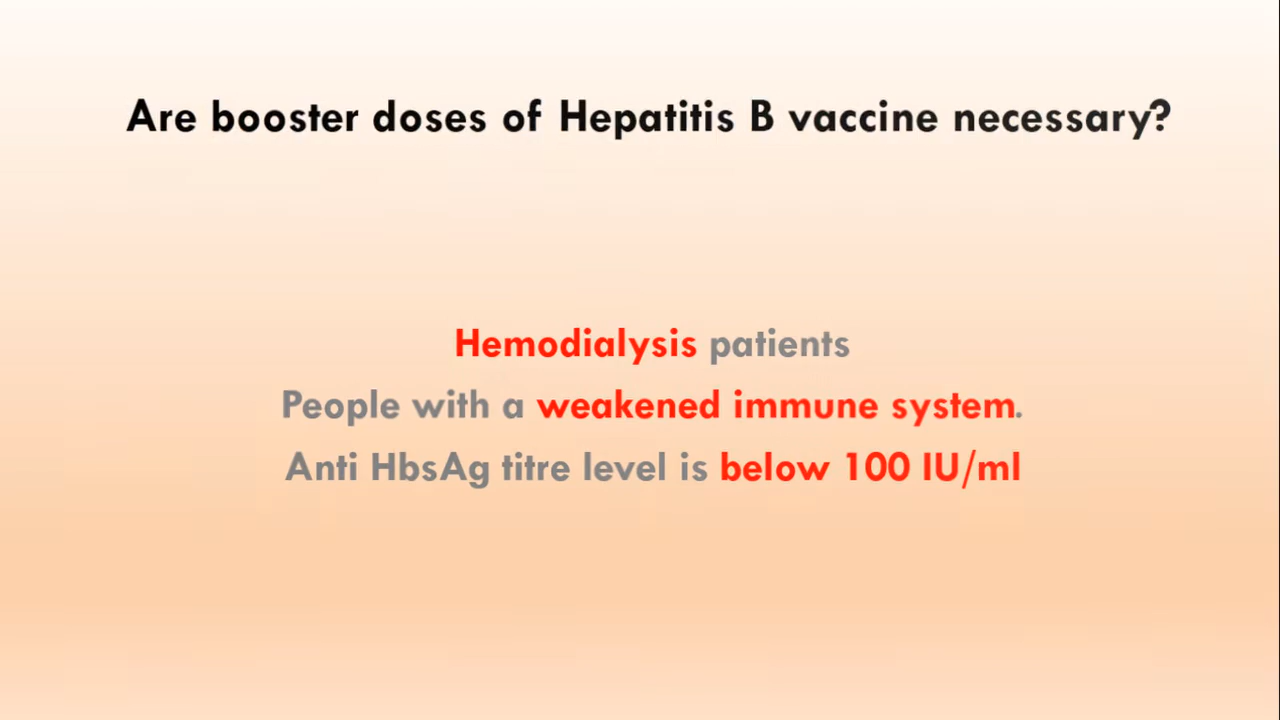 Are booster doses of Hepatitis B vaccine necessary?
Hemodialysis patients
People with a weakened immune system.
Anti HbsAg titre level is below 100 IU/ml